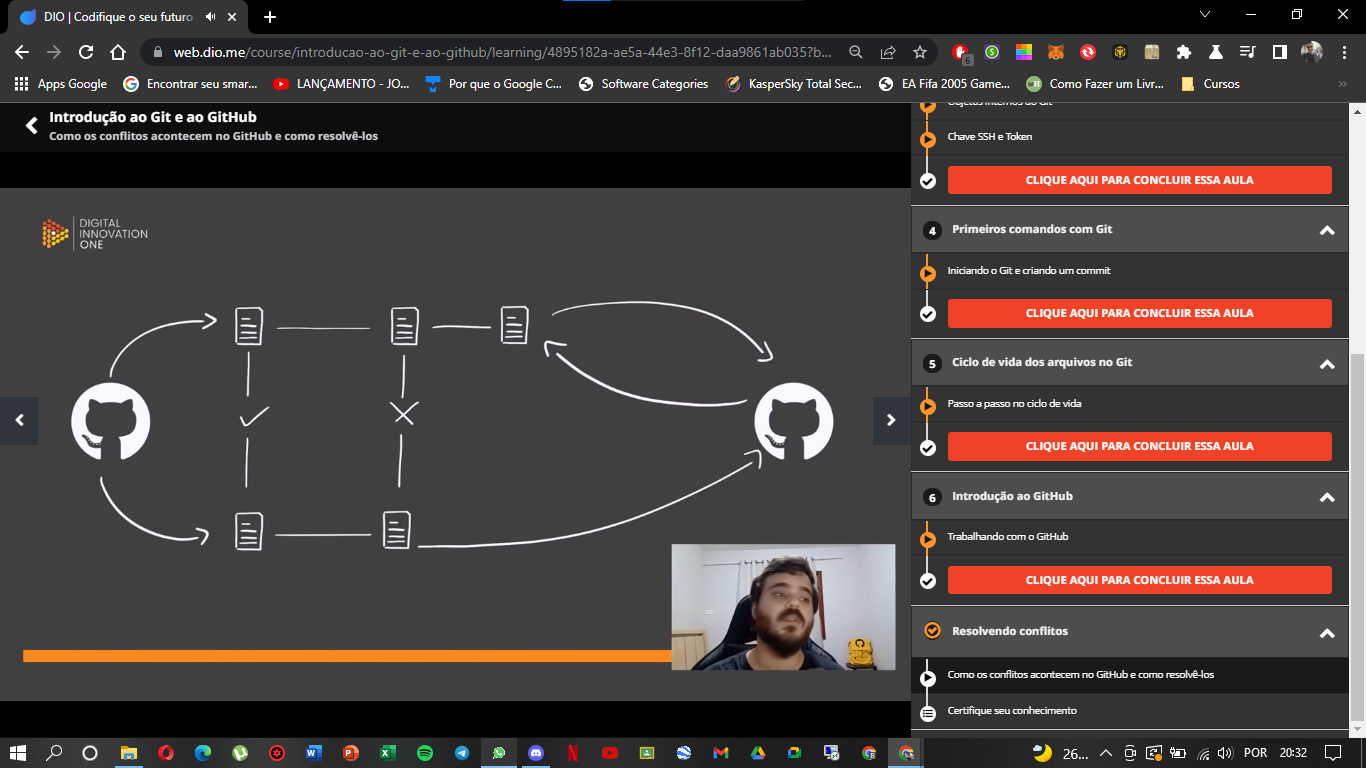 DIO | Codifique o seu futuro
web.dio.me/course/introducao-ao-git-e-ao-github/learning/4895182a-ae5a-44e3-8f12-daa9861ab035?b...
6
Apps Google
Encontrar seu smar...
LANÇAMENTO - JO...
Por que o Google C...
Software Categories
KasperSky Total Sec...
EA Fifa 2005 Game...
Como Fazer um Livr...
Cursos
Introdução ao Git e ao GitHub
Como os conflitos acontecem no GitHub e como resolvê-los
DIGITAL
INNOVATION
ONE
Objetos internos do Git
Chave SSH e Token
CLIQUE AQUI PARA CONCLUIR ESSA AULA
4 Primeiros comandos com Git
Iniciando o Git e criando um commit
CLIQUE AQUI PARA CONCLUIR ESSA AULA
5 Ciclo de vida dos arquivos no Git
Passo a passo no ciclo de vida
CLIQUE AQUI PARA CONCLUIR ESSA AULA
6 Introdução ao GitHub
Trabalhando com o GitHub
CLIQUE AQUI PARA CONCLUIR ESSA AULA
Resolvendo conflitos
Como os conflitos acontecem no GitHub e como resolvê-los
Certifique seu conhecimento
26... POR 20:32